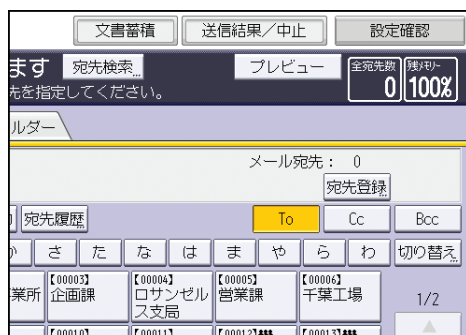 文書蓄積 送信結果／中止 設定確認
ます 宛先検索 プレビュー 全宛先数 0 残ﾒﾓﾘｰ 100%
先を指定してください。
ルダー
メール宛先： 0
宛先登録
宛先履歴 To Cc Bcc
か さ た な は ま や ら わ 切り替え
業所 【00003】企画課 【00004】ロサンゼルス支局 【00005】営業課 【00006】千葉工場 1/2
【00010】 【00011】 【00012】 【00013】